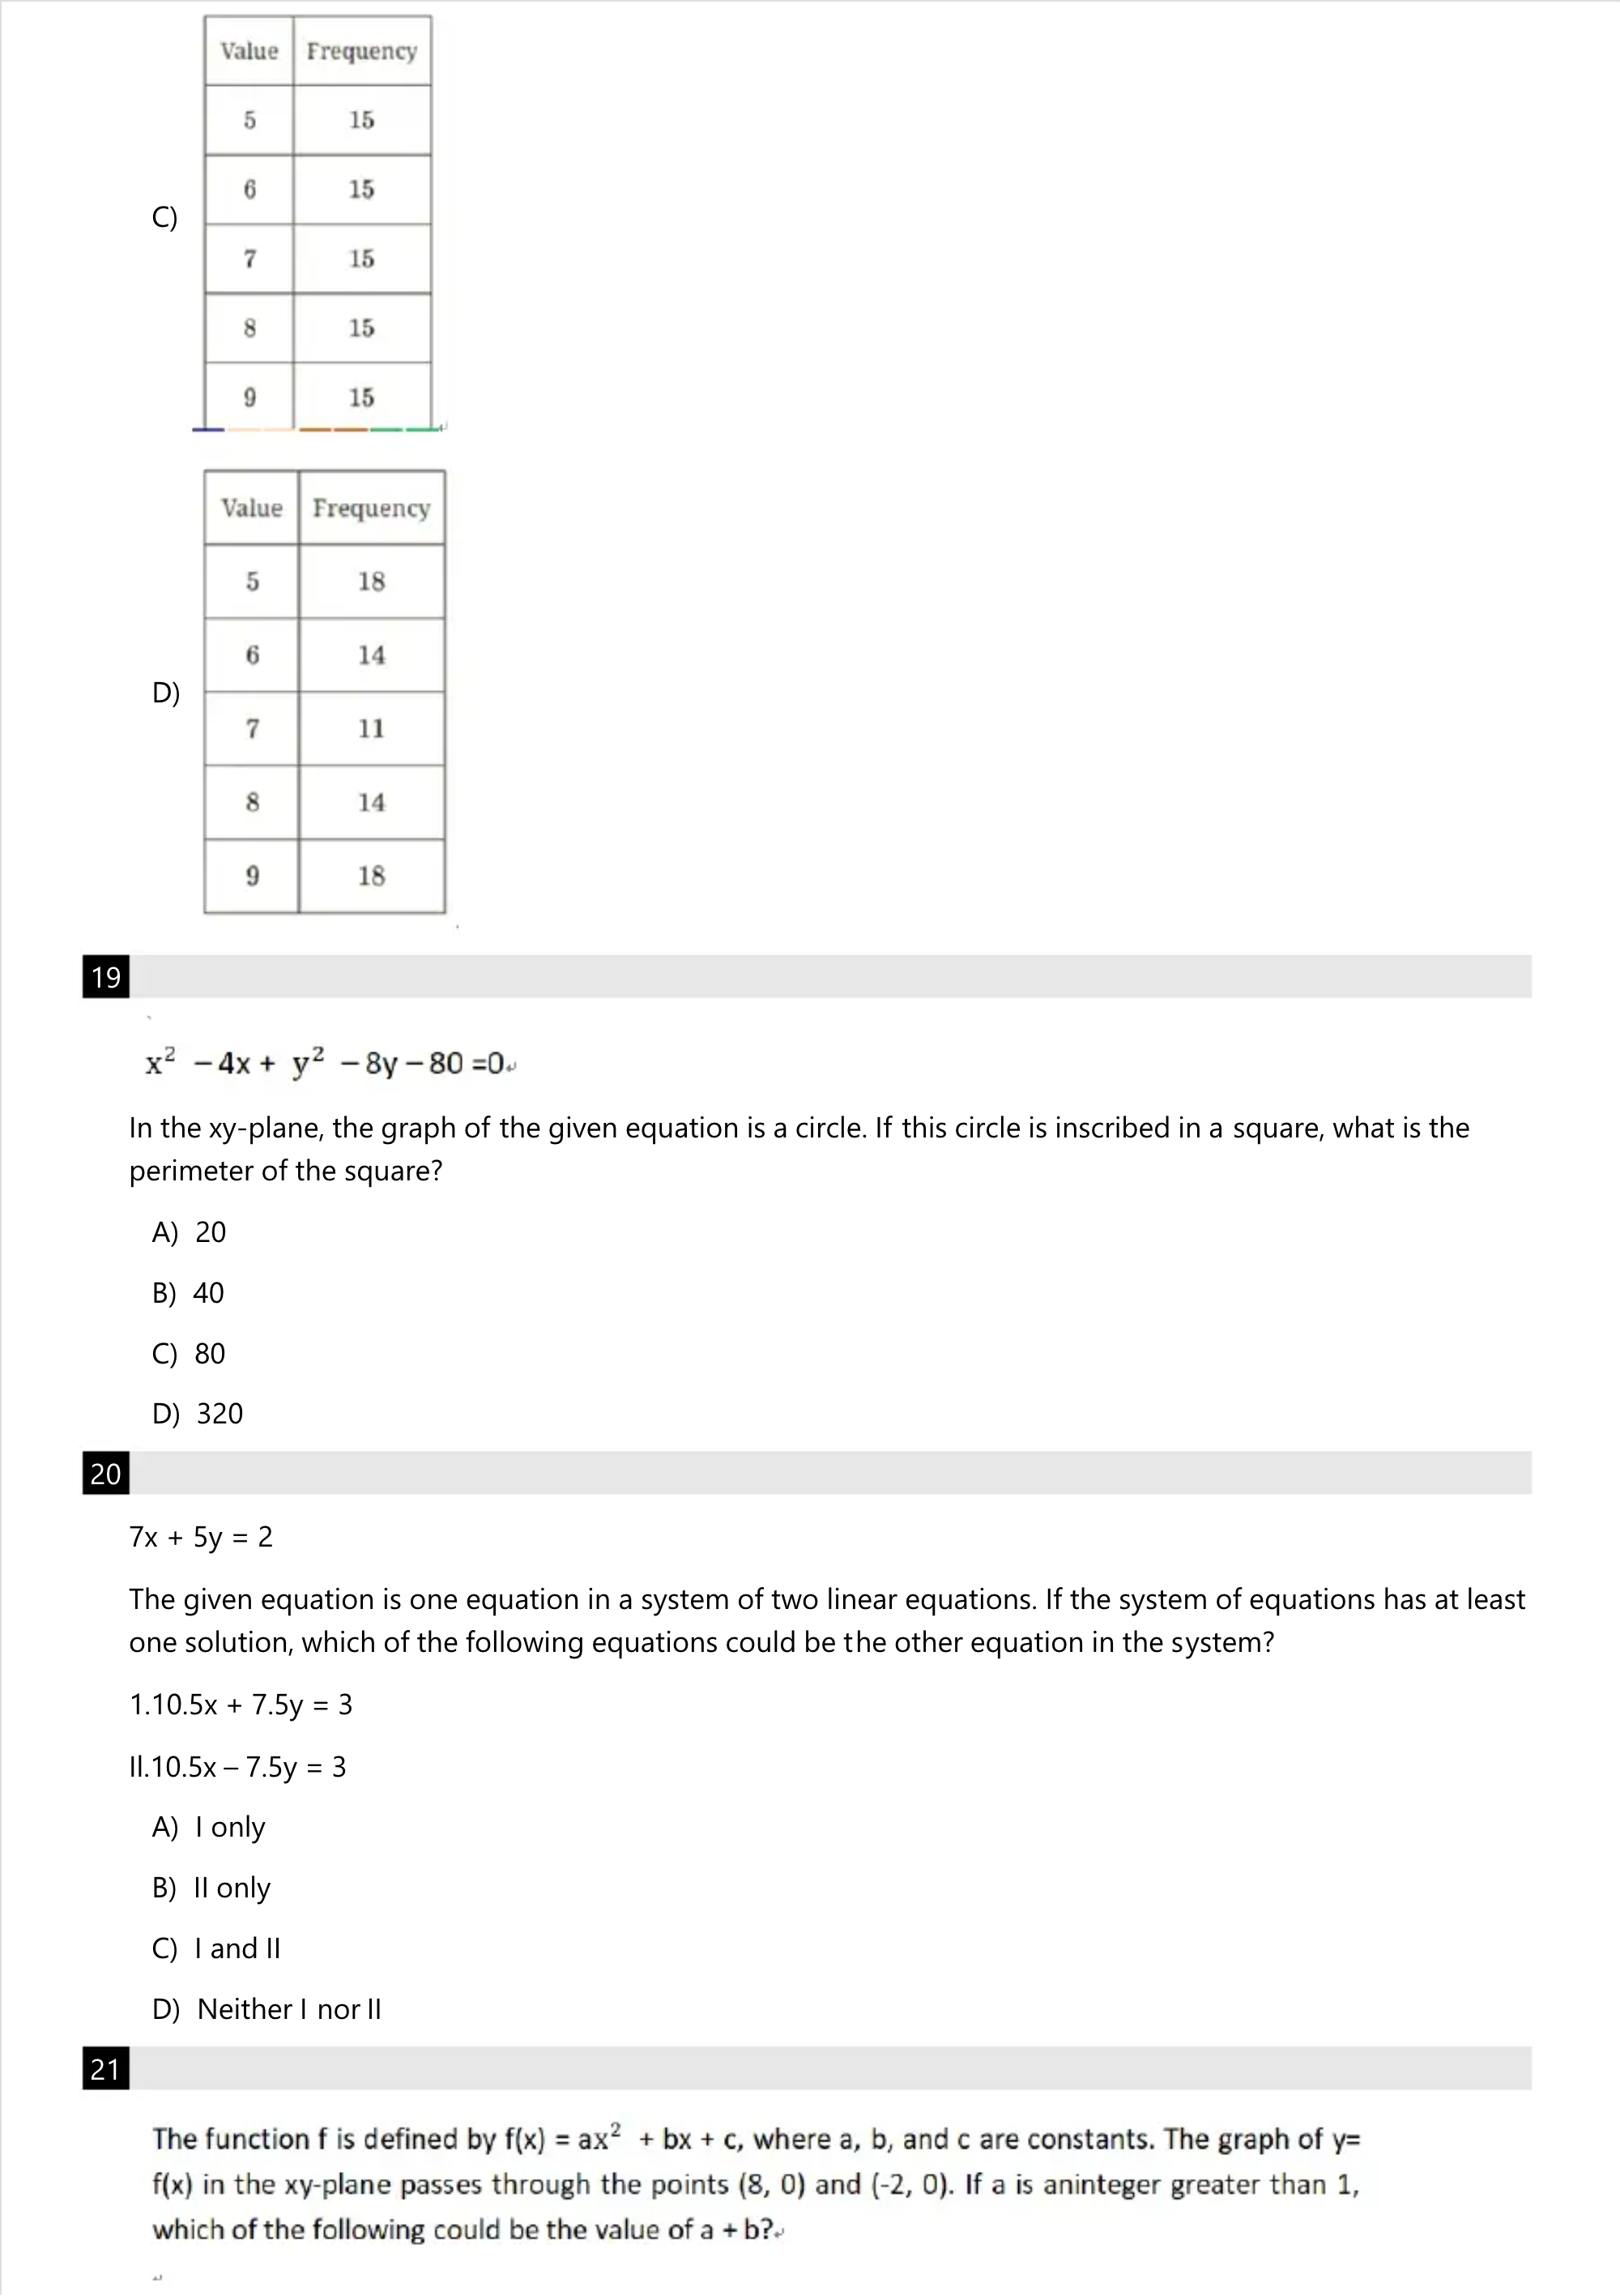 Value Frequency
5 15
6 15
C)
7 15
8 15
9 15
Value Frequency
5 18
6 14
D)
7 11
8 14
9 18
19
x² – 4x + y² – 8y – 80 =0
In the xy-plane, the graph of the given equation is a circle. If this circle is inscribed in a square, what is the
perimeter of the square?
A) 20
B) 40
C) 80
D) 320
20
7x + 5y = 2
The given equation is one equation in a system of two linear equations. If the system of equations has at least
one solution, which of the following equations could be the other equation in the system?
1.10.5x + 7.5y = 3
II.10.5x – 7.5y = 3
A) I only
B) II only
C) I and II
D) Neither I nor II
21
The function f is defined by f(x) = ax² + bx + c, where a, b, and c are constants. The graph of y=
f(x) in the xy-plane passes through the points (8, 0) and (-2, 0). If a is aninteger greater than 1,
which of the following could be the value of a + b?